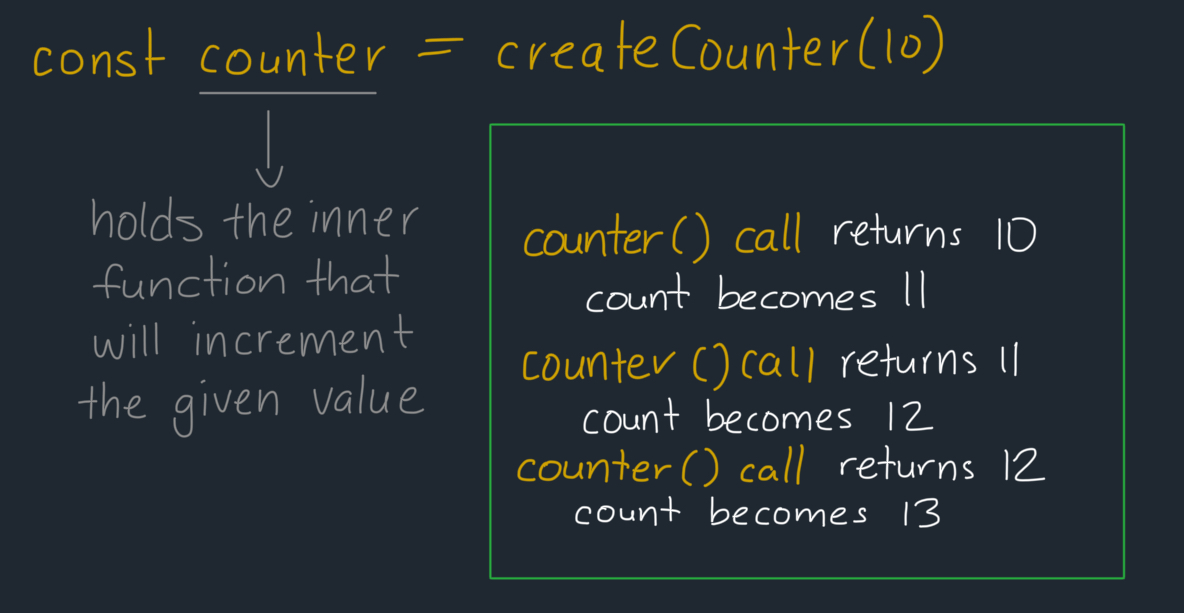 const counter = createCounter(10)
holds the inner
function that
will increment
the given value
counter() call returns 10
count becomes 11
counter() call returns 11
count becomes 12
counter() call returns 12
count becomes 13